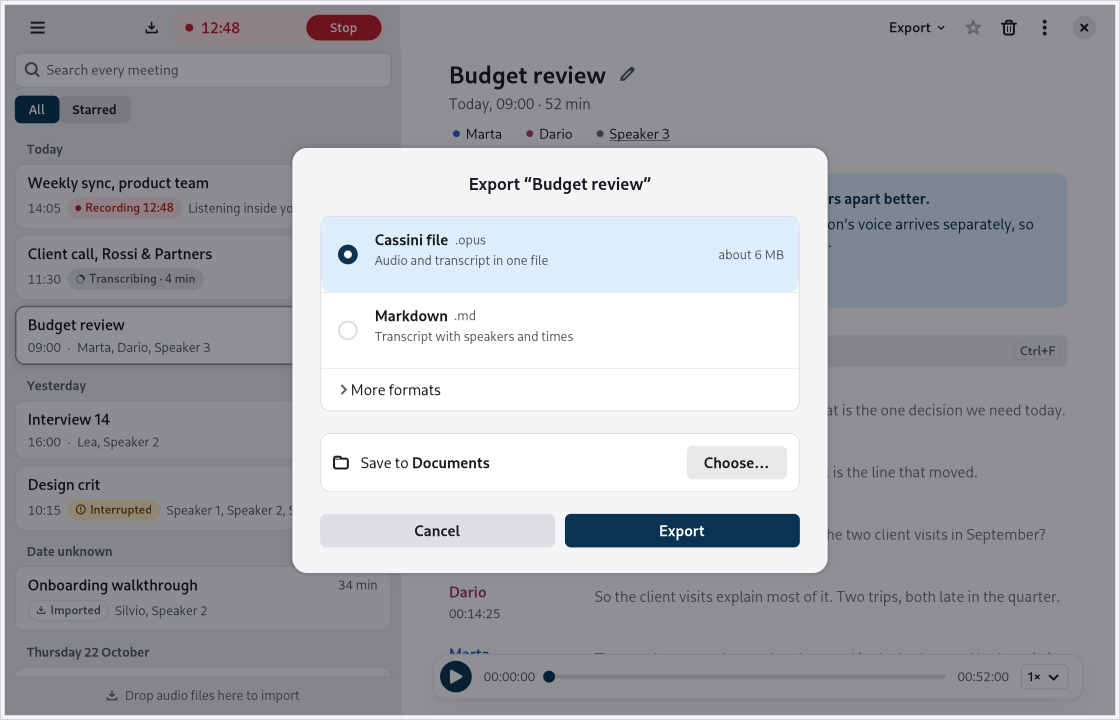 12:48
Stop
Export
Search every meeting
All
Starred
Today
Weekly sync, product team
14:05
Recording 12:48
Listening inside yo
Client call, Rossi & Partners
11:30
Transcribing · 4 min
Budget review
09:00 · Marta, Dario, Speaker 3
Yesterday
Interview 14
16:00 · Lea, Speaker 2
Design crit
10:15
Interrupted
Speaker 1, Speaker 2, S
Date unknown
Onboarding walkthrough
34 min
Imported
Silvio, Speaker 2
Thursday 22 October
Drop audio files here to import
Budget review
Today, 09:00 · 52 min
Marta
Dario
Speaker 3
rs apart better.
on's voice arrives separately, so
Ctrl+F
at is the one decision we need today.
is the line that moved.
he two client visits in September?
Dario
00:14:25
So the client visits explain most of it. Two trips, both late in the quarter.
Marta
00:00:00
00:52:00
1×
Export “Budget review”
Cassini file .opus
Audio and transcript in one file
about 6 MB
Markdown .md
Transcript with speakers and times
More formats
Save to Documents
Choose…
Cancel
Export